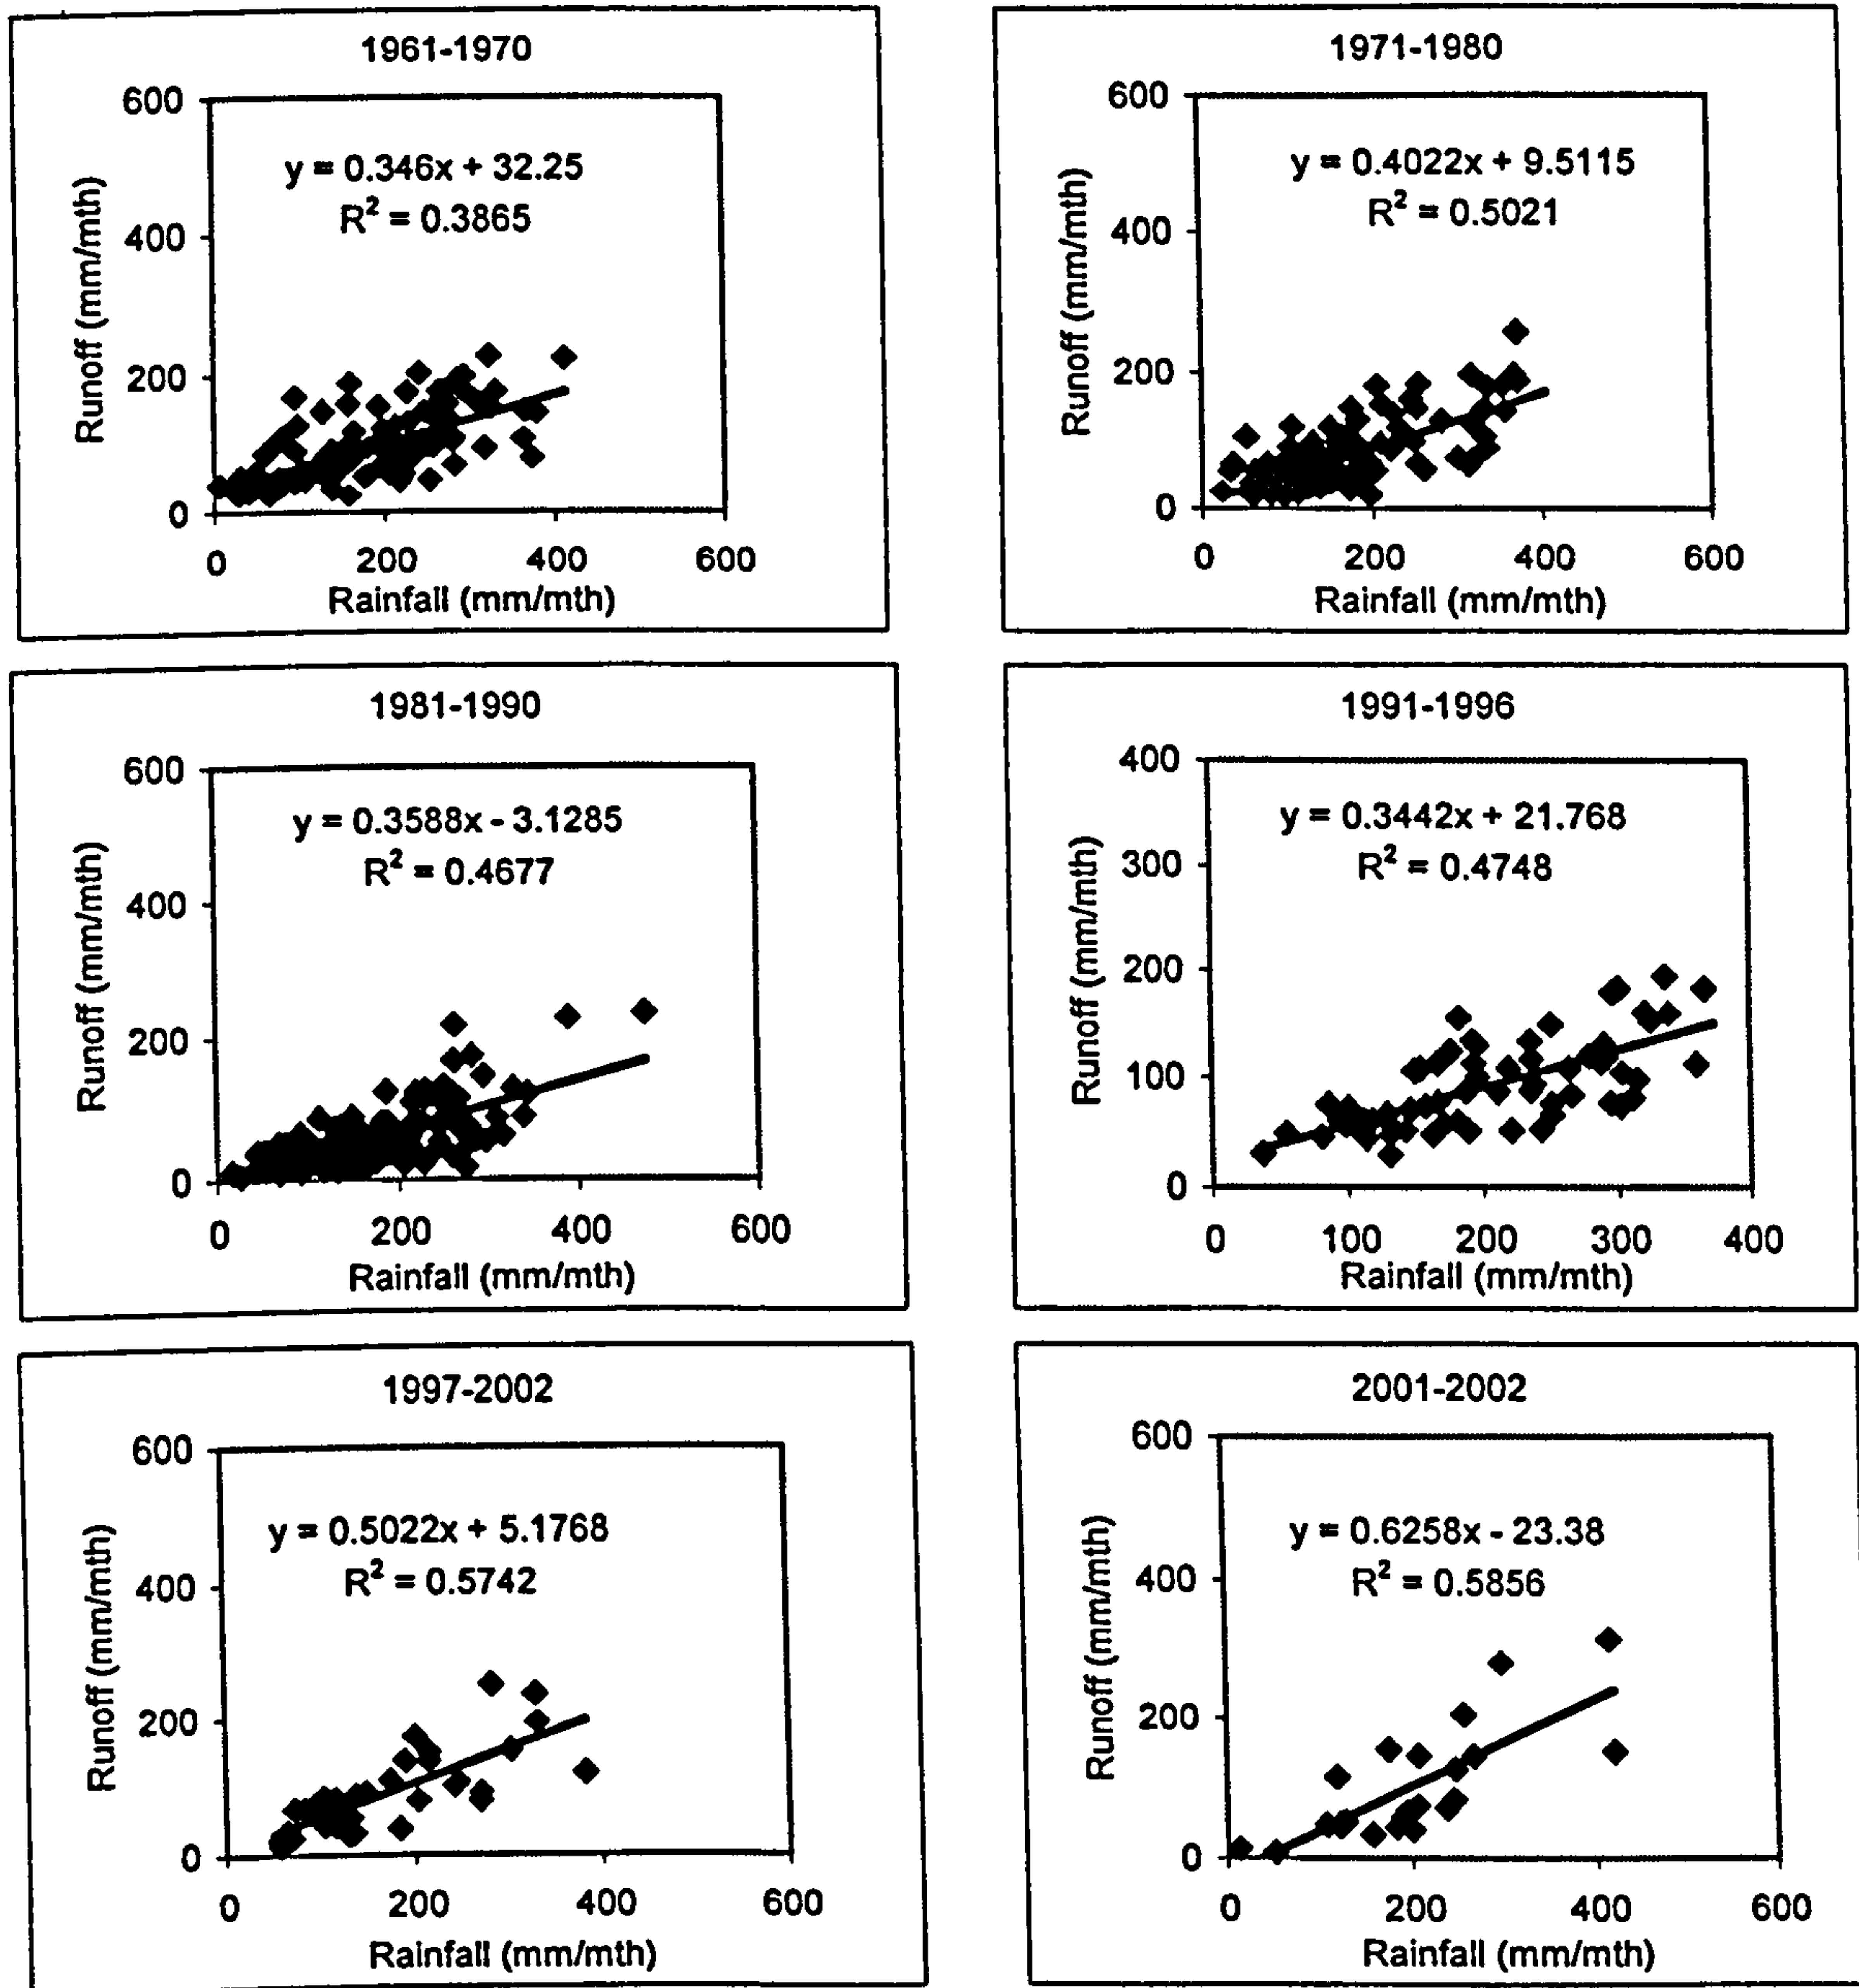 1961-1970
600
400
200
0
y = 0.346x + 32.25
R² = 0.3865
Runoff (mm/mth)
0 200 400 600
Rainfall (mm/mth)
1971-1980
600
400
200
0
y = 0.4022x + 9.5115
R² = 0.5021
Runoff (mm/mth)
0 200 400 600
Rainfall (mm/mth)
1981-1990
600
400
200
0
y = 0.3588x - 3.1285
R² = 0.4677
Runoff (mm/mth)
0 200 400 600
Rainfall (mm/mth)
1991-1996
400
300
200
100
0
y = 0.3442x + 21.768
R² = 0.4748
Runoff (mm/mth)
0 100 200 300 400
Rainfall (mm/mth)
1997-2002
600
400
200
0
y = 0.5022x + 5.1768
R² = 0.5742
Runoff (mm/mth)
0 200 400 600
Rainfall (mm/mth)
2001-2002
600
400
200
0
y = 0.6258x - 23.38
R² = 0.5856
Runoff (mm/mth)
0 200 400 600
Rainfall (mm/mth)